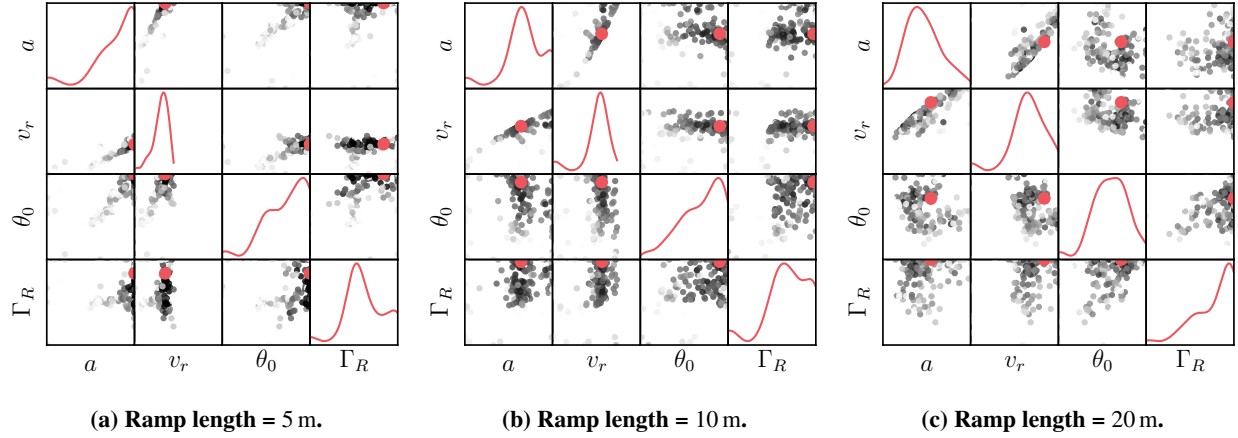 a
v_r
θ_0
Γ_R
a v_r θ_0 Γ_R
(a) Ramp length = 5 m.
a
v_r
θ_0
Γ_R
a v_r θ_0 Γ_R
(b) Ramp length = 10 m.
a
v_r
θ_0
Γ_R
a v_r θ_0 Γ_R
(c) Ramp length = 20 m.